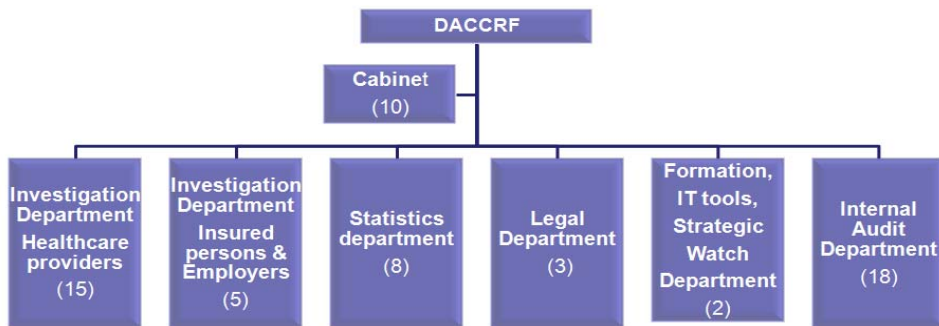 DACCRF
Cabinet
(10)
Investigation
Department
Healthcare
providers
(15)
Investigation
Department
Insured
persons &
Employers
(5)
Statistics
department
(8)
Legal
Department
(3)
Formation,
IT tools,
Strategic
Watch
Department
(2)
Internal
Audit
Department
(18)